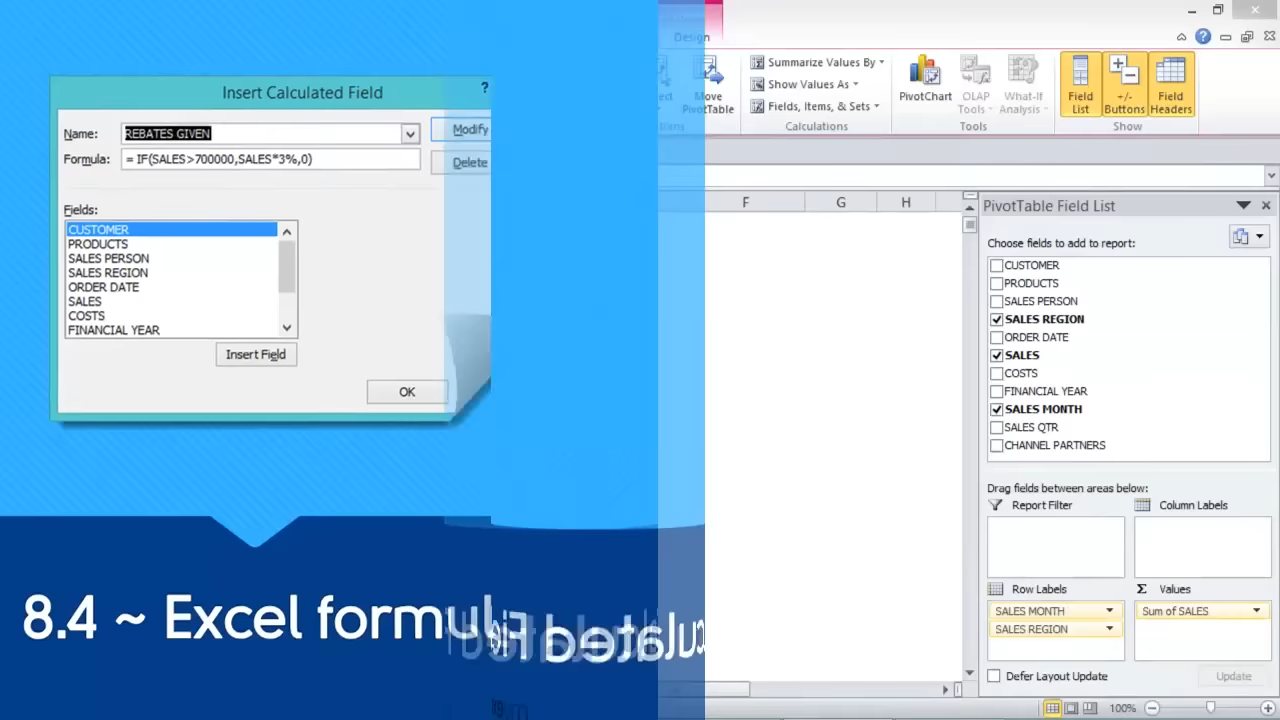 Insert Calculated Field
?
Name:
REBATES GIVEN
Modify
Formula:
= IF(SALES>700000,SALES*3%,0)
Delete
Fields:
CUSTOMER
PRODUCTS
SALES PERSON
SALES REGION
ORDER DATE
SALES
COSTS
FINANCIAL YEAR
Insert Field
OK
8.4 ~ Excel formu
Design
Move
PivotTable
Summarize Values By
Show Values As
Fields, Items, & Sets
Calculations
PivotChart
OLAP
Tools
What-If
Analysis
Tools
Field
List
+/-
Buttons
Field
Headers
Show
F G H
PivotTable Field List
Choose fields to add to report:
CUSTOMER
PRODUCTS
SALES PERSON
SALES REGION
ORDER DATE
SALES
COSTS
FINANCIAL YEAR
SALES MONTH
SALES QTR
CHANNEL PARTNERS
Drag fields between areas below:
Report Filter
Column Labels
Row Labels
Σ Values
SALES MONTH
SALES REGION
Sum of SALES
Defer Layout Update
Update
100%